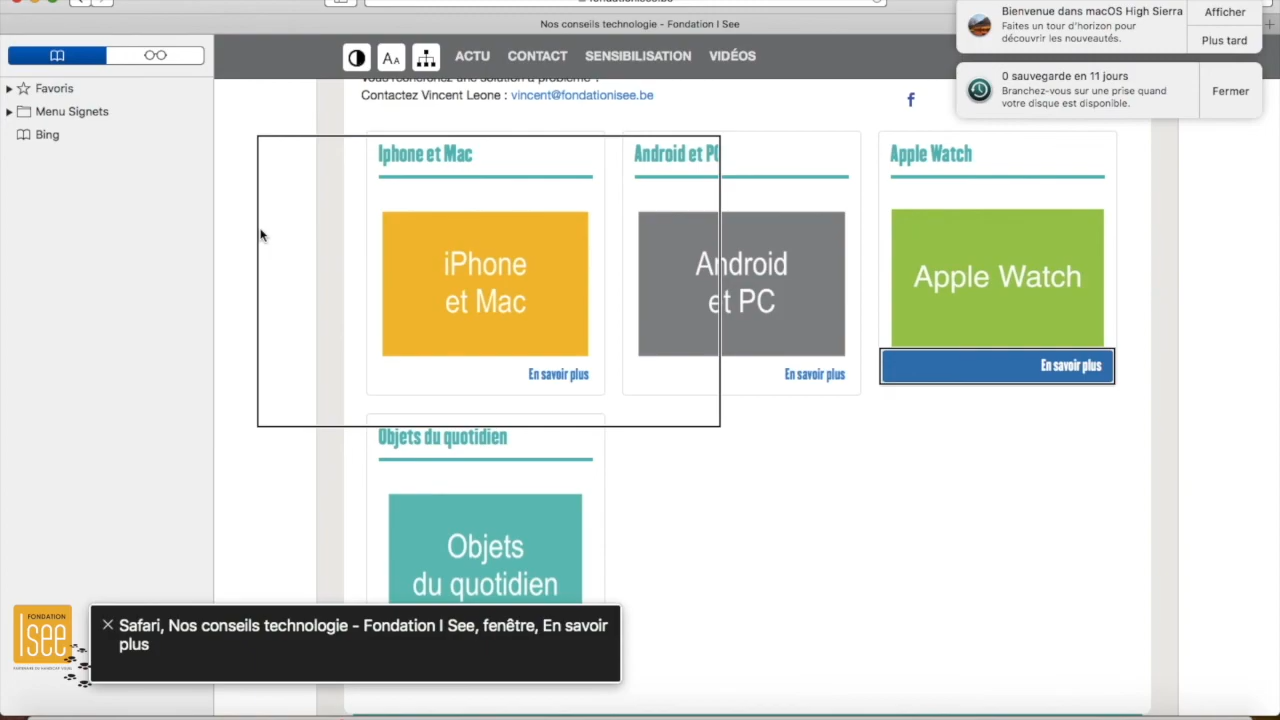 Nos conseils technologie - Fondation I See
Bienvenue dans macOS High Sierra
Faites un tour d'horizon pour
découvrir les nouveautés.
Afficher
Plus tard
0 sauvegarde en 11 jours
Branchez-vous sur une prise quand
votre disque est disponible.
Fermer
Favoris
Menu Signets
Bing
AA
ACTU
CONTACT
SENSIBILISATION
VIDÉOS
Contactez Vincent Leone : vincent@fondationisee.be
f
Iphone et Mac
iPhone
et Mac
En savoir plus
Android et PC
Android
et PC
En savoir plus
Apple Watch
Apple Watch
En savoir plus
Objets du quotidien
Objets
du quotidien
FONDATION
I See
Safari, Nos conseils technologie - Fondation I See, fenêtre, En savoir
plus